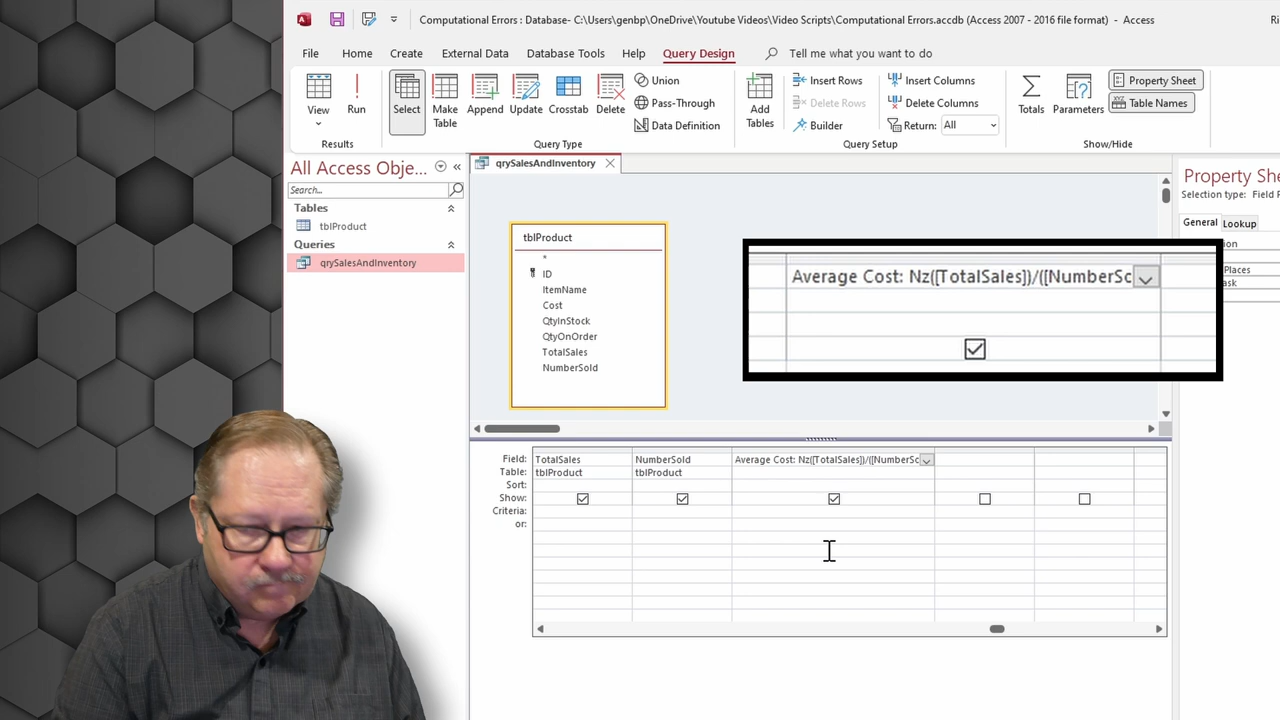 Computational Errors : Database- C:\Users\genbp\OneDrive\Youtube Videos\Video Scripts\Computational Errors.accdb (Access 2007 - 2016 file format) - Access
File Home Create External Data Database Tools Help Query Design Tell me what you want to do
View
Run
Results
Select
Make Table
Append
Update
Crosstab
Delete
Union
Pass-Through
Data Definition
Query Type
Add Tables
Insert Rows
Delete Rows
Builder
Insert Columns
Delete Columns
Return: All
Query Setup
Totals
Parameters
Property Sheet
Table Names
Show/Hide
All Access Obje...
Search...
Tables
tblProduct
Queries
qrySalesAndInventory
qrySalesAndInventory
tblProduct
*
ID
ItemName
Cost
QtyInStock
QtyOnOrder
TotalSales
NumberSold
Average Cost: Nz([TotalSales])/([NumberSc
Property She
Selection type: Field
General Lookup
Places
ask
Field: TotalSales NumberSold Average Cost: Nz([TotalSales])/([NumberSc
Table: tblProduct tblProduct
Sort:
Show:
Criteria:
or: